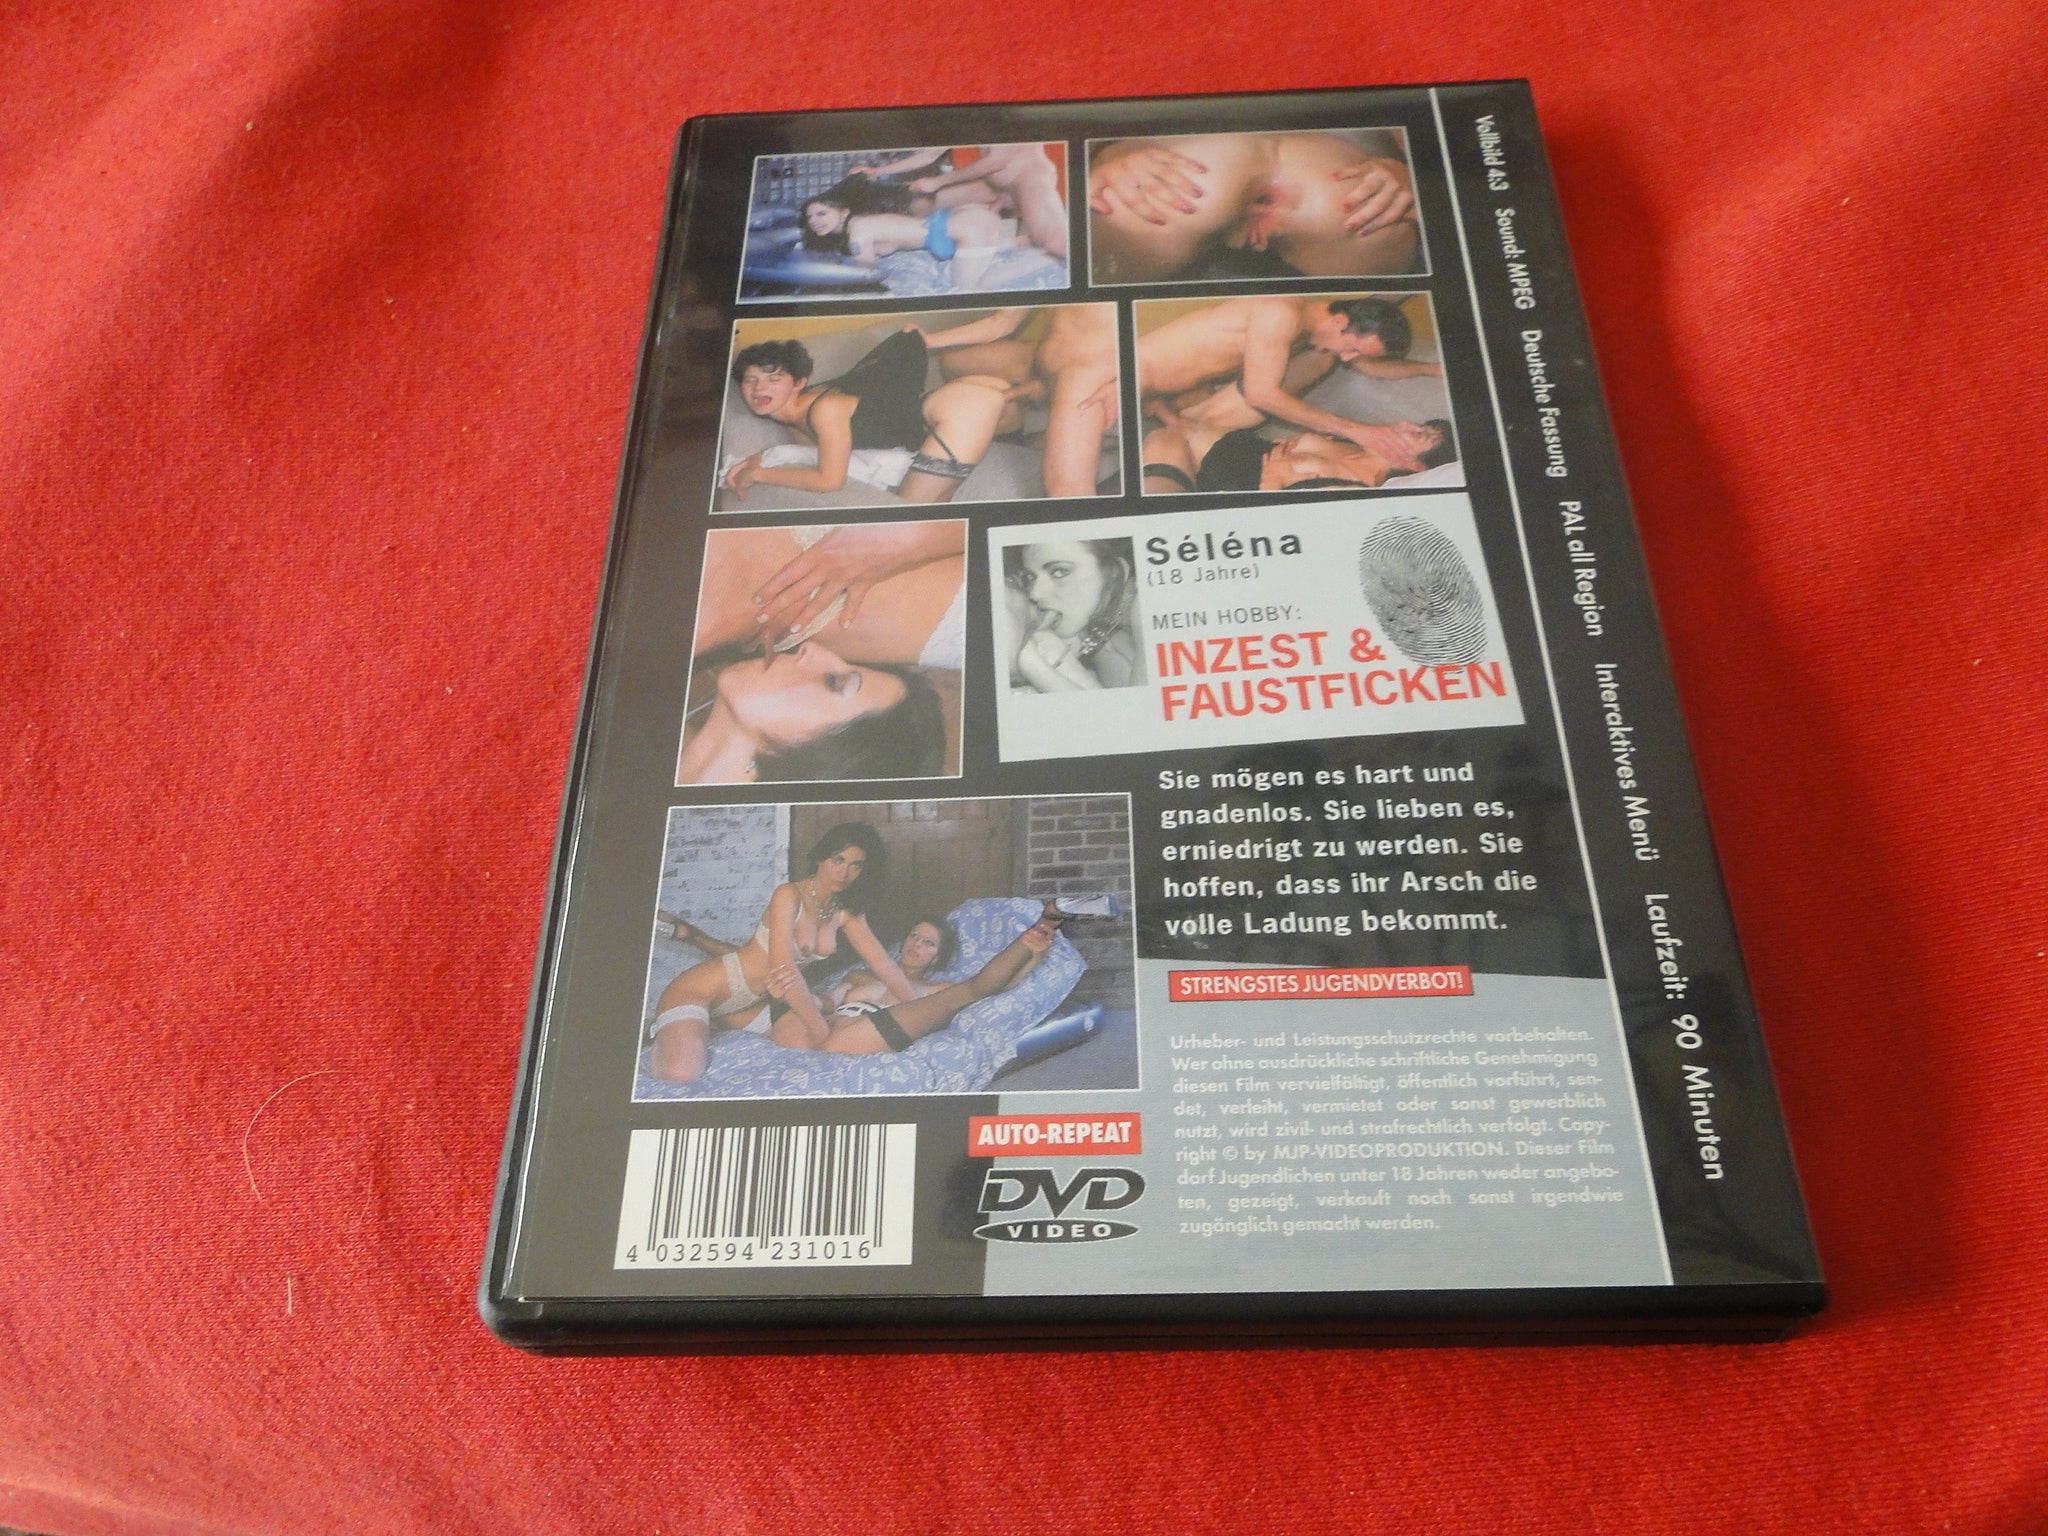 Séléna
(18 Jahre)
MEIN HOBBY:
INZEST &
FAUSTFICKEN
Sie mögen es hart und
gnadenlos. Sie lieben es,
erniedrigt zu werden. Sie
hoffen, dass ihr Arsch die
volle Ladung bekommt.
STRENGSTES JUGENDVERBOT!
Urheber- und Leistungsschutzrechte vorbehalten.
Wer ohne ausdrückliche schriftliche Genehmigung
diesen Film vervielfältigt, öffentlich vorführt, sen-
det, verleiht, vermietet oder sonst gewerblich
nutzt, wird zivil- und strafrechtlich verfolgt. Copy-
right © by MJP-VIDEOPRODUKTION. Dieser Film
darf Jugendlichen unter 18 Jahren weder angebo-
ten, gezeigt, verkauft noch sonst irgendwie
zugänglich gemacht werden.
AUTO-REPEAT
DVD
VIDEO
4 032594 231016
Vollbild 4:3 Sound: MPEG Deutsche Fassung PAL all Region Interaktives Menü Laufzeit: 90 Minuten